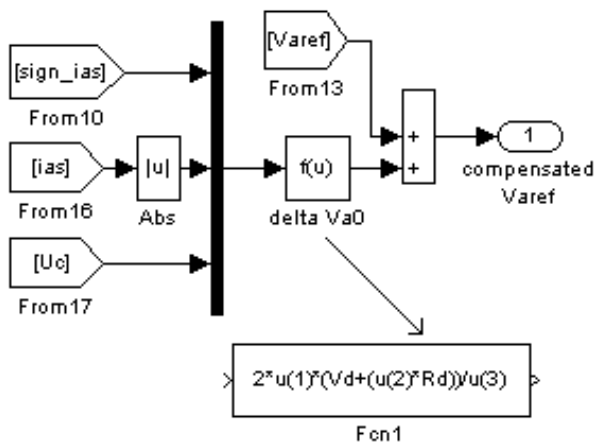 [Varef]
From13
[sign_ias]
From10
[ias]
From16
|u|
Abs
f(u)
delta Va0
+
+
1
compensated
Varef
[Uc]
From17
2*u(1)*(Vd+(u(2)*Rd))/u(3)
Fcn1